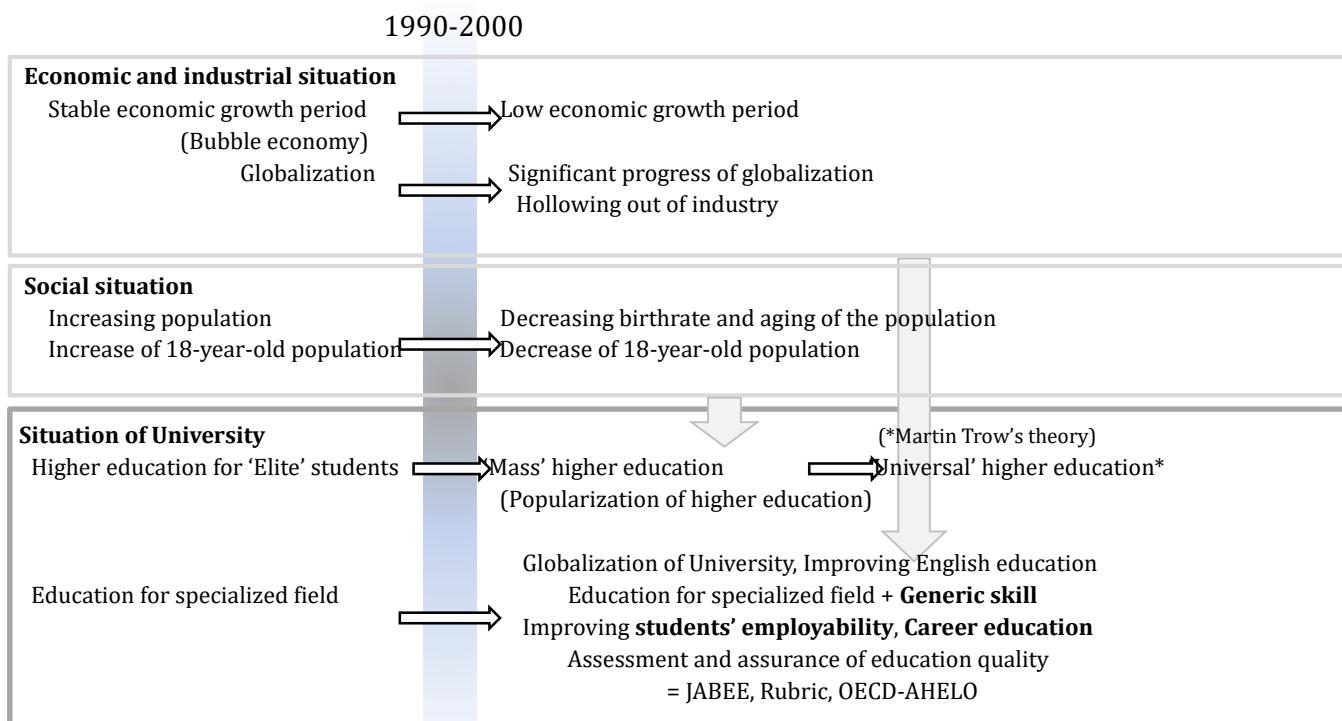 1990-2000
Economic and industrial situation
Stable economic growth period
Low economic growth period
(Bubble economy)
Globalization
Significant progress of globalization
Hollowing out of industry
Social situation
Increasing population
Decreasing birthrate and aging of the population
Increase of 18-year-old population
Decrease of 18-year-old population
Situation of University
(*Martin Trow's theory)
Higher education for 'Elite' students
'Mass' higher education
Universal' higher education*
(Popularization of higher education)
Globalization of University, Improving English education
Education for specialized field
Education for specialized field + Generic skill
Improving students' employability, Career education
Assessment and assurance of education quality
= JABEE, Rubric, OECD-AHELO